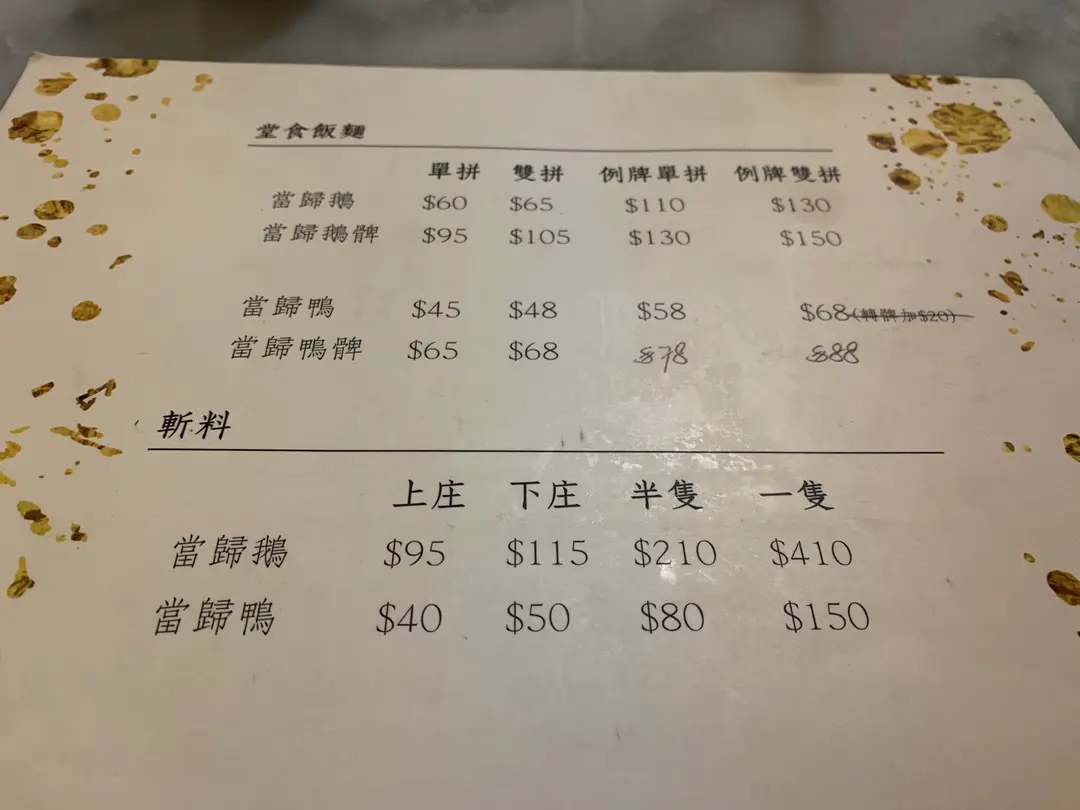 堂食飯麵
單拼 雙拼 例牌單拼 例牌雙拼
當歸鵝 $60 $65 $110 $130
當歸鵝髀 $95 $105 $130 $150
當歸鴨 $45 $48 $58 $68(轉髀加$20)
當歸鴨髀 $65 $68 $78 $88
斬料
上庄 下庄 半隻 一隻
當歸鵝 $95 $115 $210 $410
當歸鴨 $40 $50 $80 $150